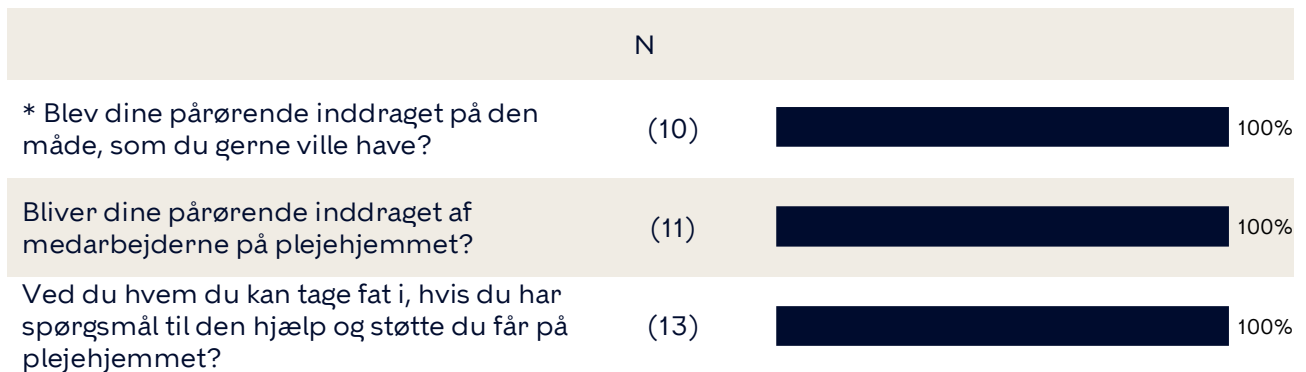 N
* Blev dine pårørende inddraget på den
måde, som du gerne ville have?
(10)
100%
Bliver dine pårørende inddraget af
medarbejderne på plejehjemmet?
(11)
100%
Ved du hvem du kan tage fat i, hvis du har
spørgsmål til den hjælp og støtte du får på
plejehjemmet?
(13)
100%